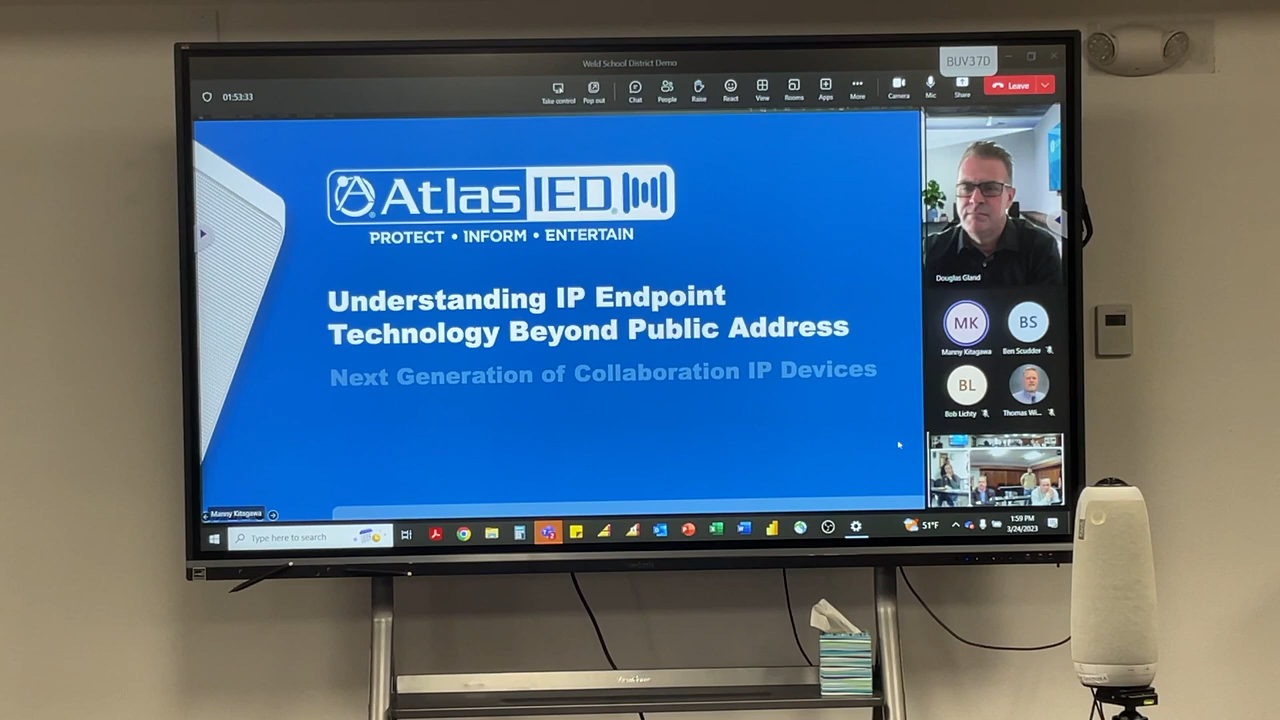 Weld School District Demo
BUV37D
01:53:33
Take control
Pop out
Chat
People
Raise
React
View
Rooms
Apps
More
Camera
Mic
Share
Leave
AtlasIED
PROTECT • INFORM • ENTERTAIN
Understanding IP Endpoint
Technology Beyond Public Address
Next Generation of Collaboration IP Devices
Douglas Gland
MK
Manny Kitagawa
BS
Ben Scudder
BL
Bob Lichty
Thomas Wi...
Manny Kitagawa
Type here to search
51°F
1:59 PM
3/24/2023